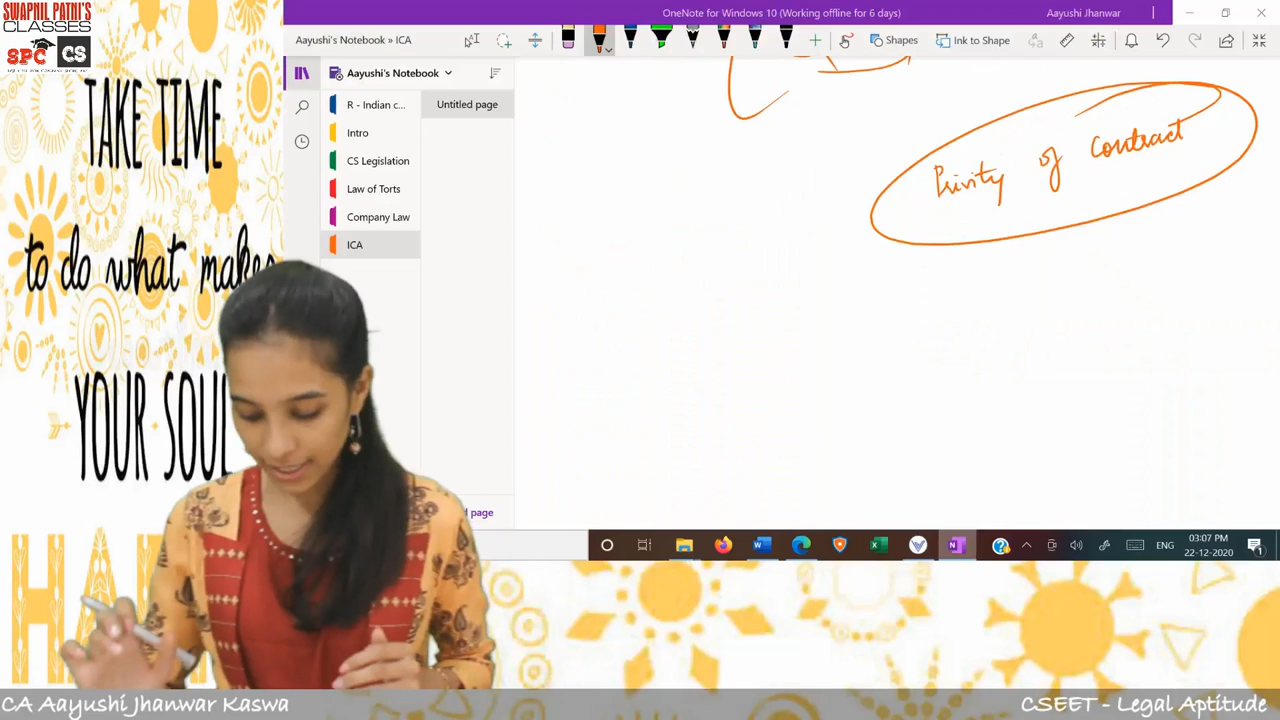 SWAPNIL PATNI'S
CLASSES
SPC CS
TAKE TIME
to do what makes
YOUR SOUL
HA
OneNote for Windows 10 (Working offline for 6 days)
Aayushi Jhanwar
Aayushi's Notebook » ICA
Shapes
Ink to Shape
Aayushi's Notebook
R - Indian c...
Untitled page
Intro
CS Legislation
Law of Torts
Company Law
ICA
Privity of Contract
page
ENG
03:07 PM
22-12-2020
CA Aayushi Jhanwar Kaswa
CSEET - Legal Aptitude